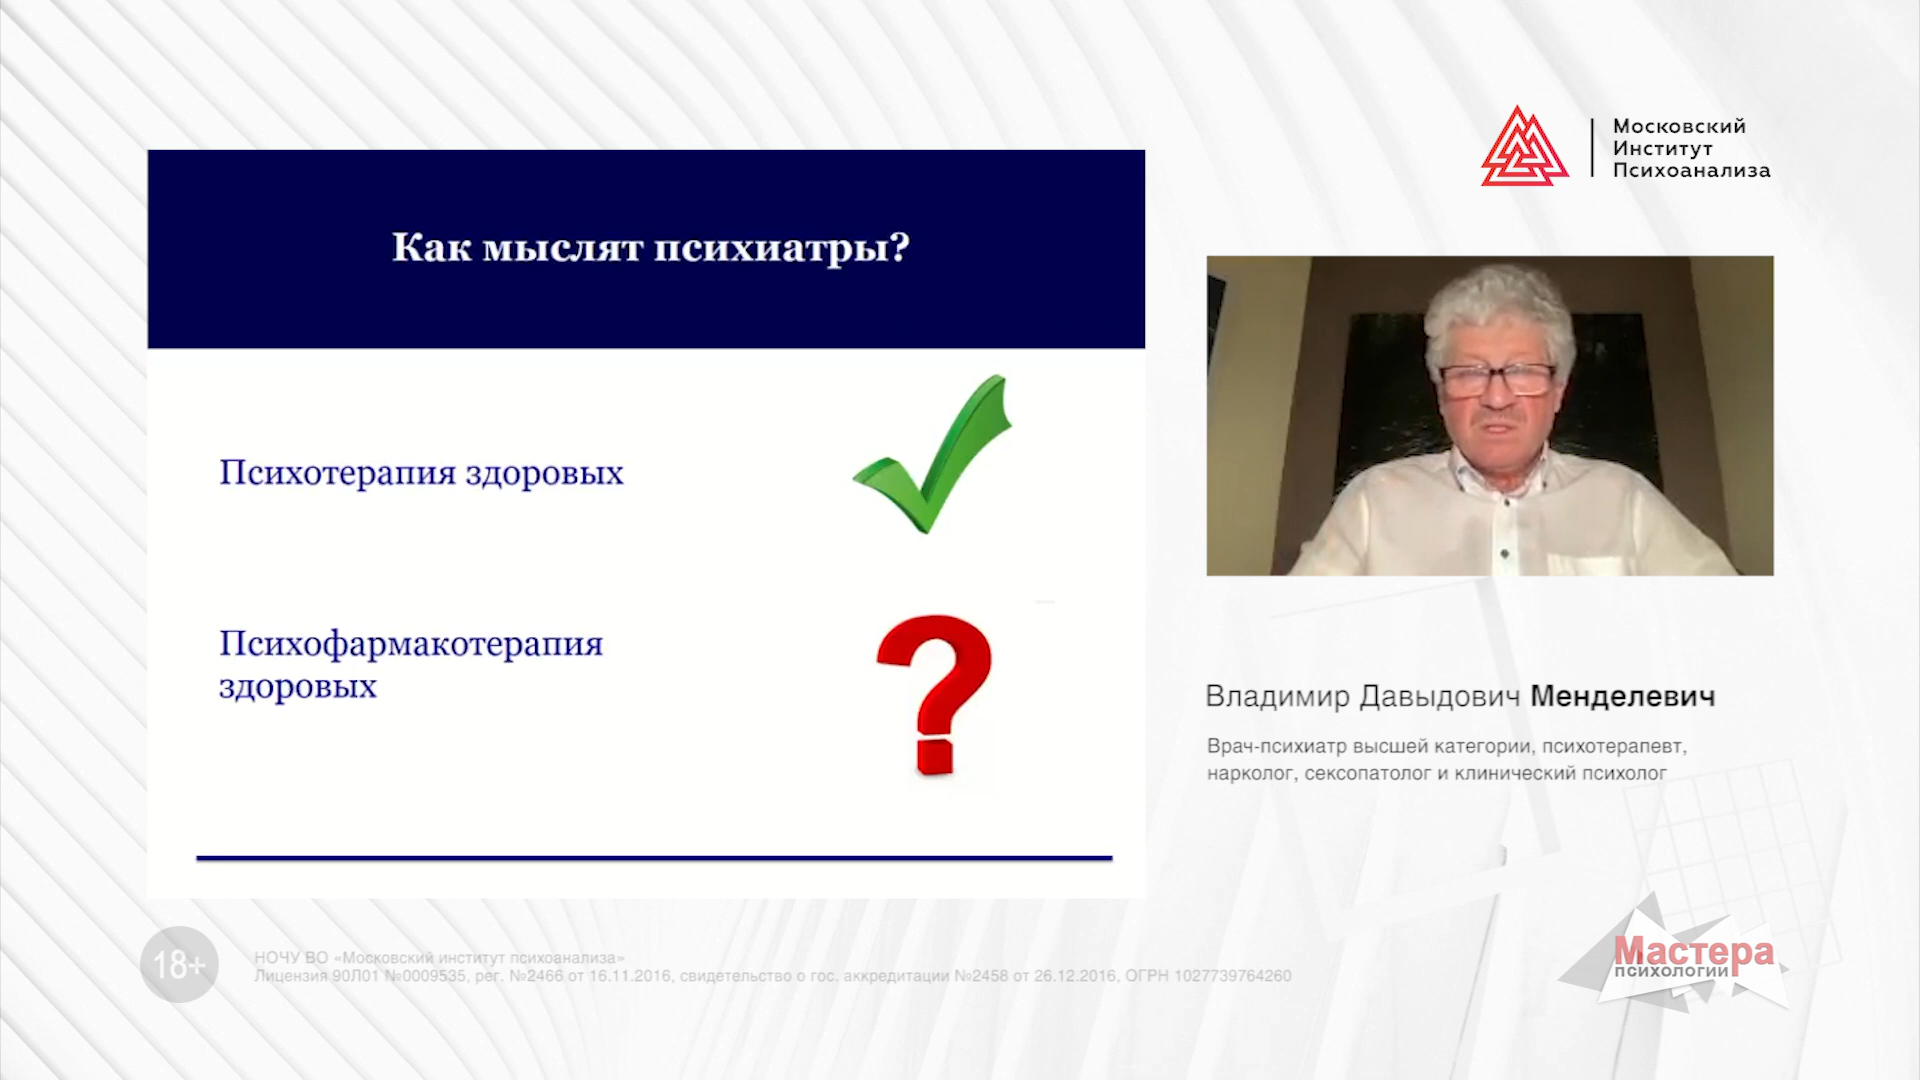 Московский
Институт
Психоанализа
Как мыслят психиатры?
Психотерапия здоровых
Психофармакотерапия
здоровых
Владимир Давыдович Менделевич
Врач-психиатр высшей категории, психотерапевт,
нарколог, сексопатолог и клинический психолог
18+
НОЧУ ВО «Московский институт психоанализа»
Лицензия 90Л01 №0009535, рег. №2466 от 16.11.2016, свидетельство о гос. аккредитации №2458 от 26.12.2016, ОГРН 1027739764260
Мастера
психологии